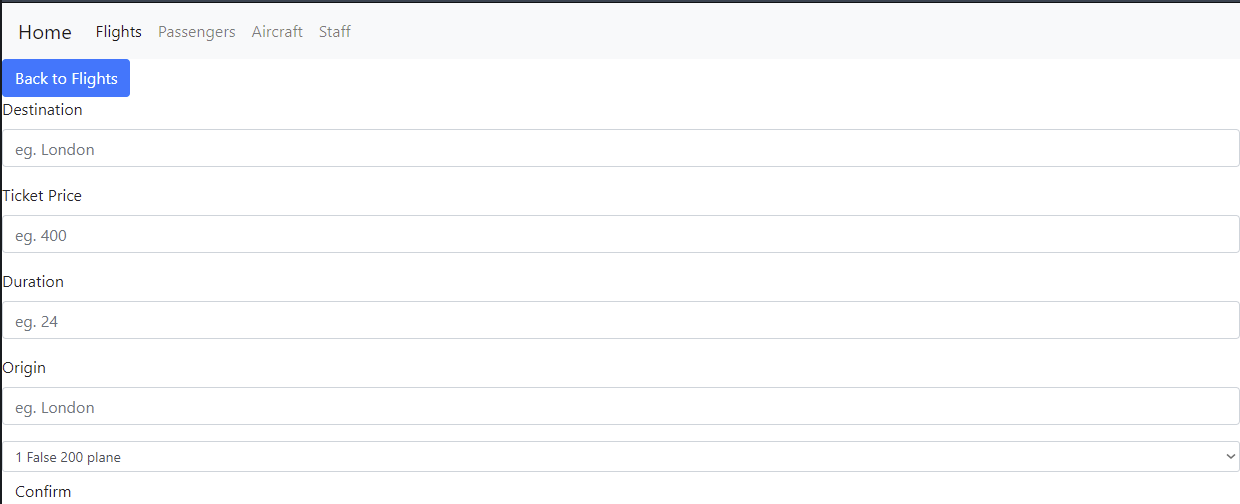 Home Flights Passengers Aircraft Staff
Back to Flights
Destination
eg. London
Ticket Price
eg. 400
Duration
eg. 24
Origin
eg. London
1 False 200 plane
Confirm